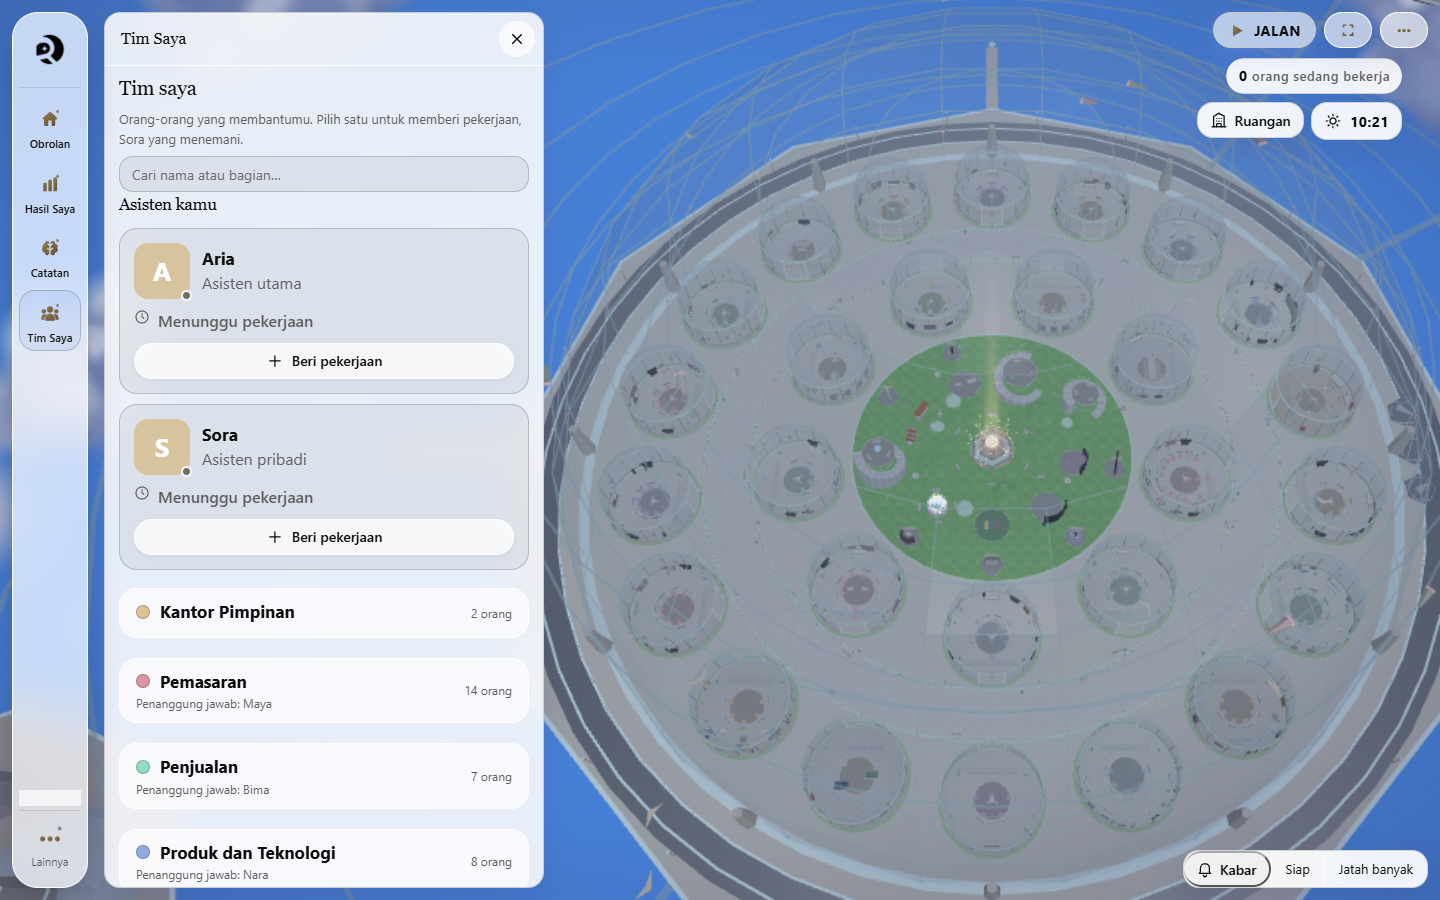 Obrolan
Hasil Saya
Catatan
Tim Saya
Lainnya
Tim Saya
Tim saya
Orang-orang yang membantumu. Pilih satu untuk memberi pekerjaan,
Sora yang menemani.
Cari nama atau bagian...
Asisten kamu
A
Aria
Asisten utama
Menunggu pekerjaan
Beri pekerjaan
S
Sora
Asisten pribadi
Menunggu pekerjaan
Beri pekerjaan
Kantor Pimpinan
2 orang
Pemasaran
Penanggung jawab: Maya
14 orang
Penjualan
Penanggung jawab: Bima
7 orang
Produk dan Teknologi
Penanggung jawab: Nara
8 orang
JALAN
0 orang sedang bekerja
Ruangan
10:21
Kabar
Siap
Jatah banyak